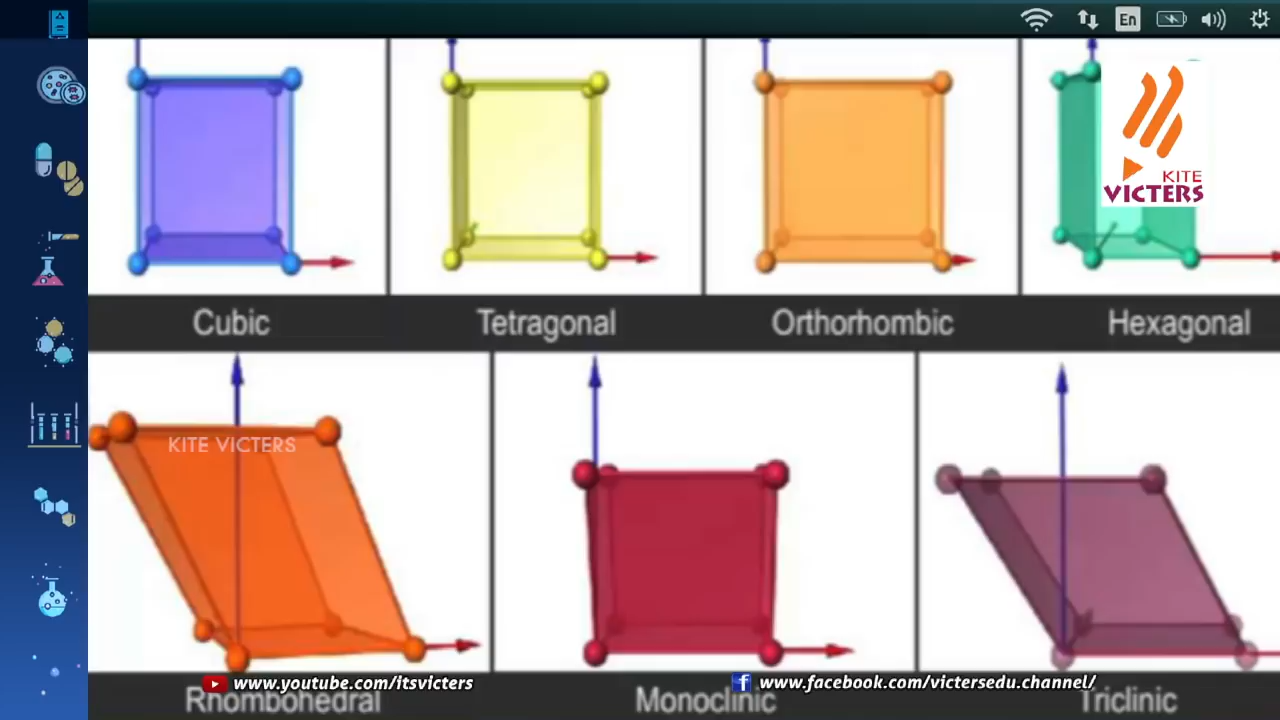 En
KITE
VICTERS
Cubic
Tetragonal
Orthorhombic
Hexagonal
KITE VICTERS
www.youtube.com/itsvicters
www.facebook.com/victersedu.channel/
Rhombohedral
Monoclinic
Triclinic